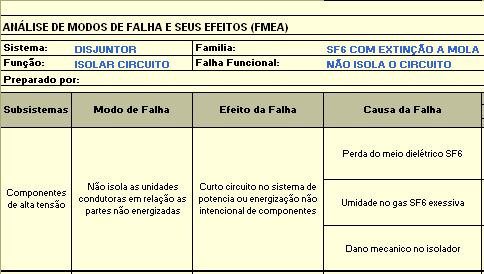 ANÁLISE DE MODOS DE FALHA E SEUS EFEITOS (FMEA)
Sistema: DISJUNTOR Família: SF6 COM EXTINÇÃO A MOLA
Função: ISOLAR CIRCUITO Falha Funcional: NÃO ISOLA O CIRCUITO
Preparado por:
Subsistemas Modo de Falha Efeito da Falha Causa da Falha
Componentes
de alta tensão
Não isola as unidades
condutoras em relação as
partes não energizadas
Curto circuito no sistema de
potencia ou energização não
intencional de componentes
Perda do meio dielétrico SF6
Umidade no gas SF6 exessiva
Dano mecanico no isolador